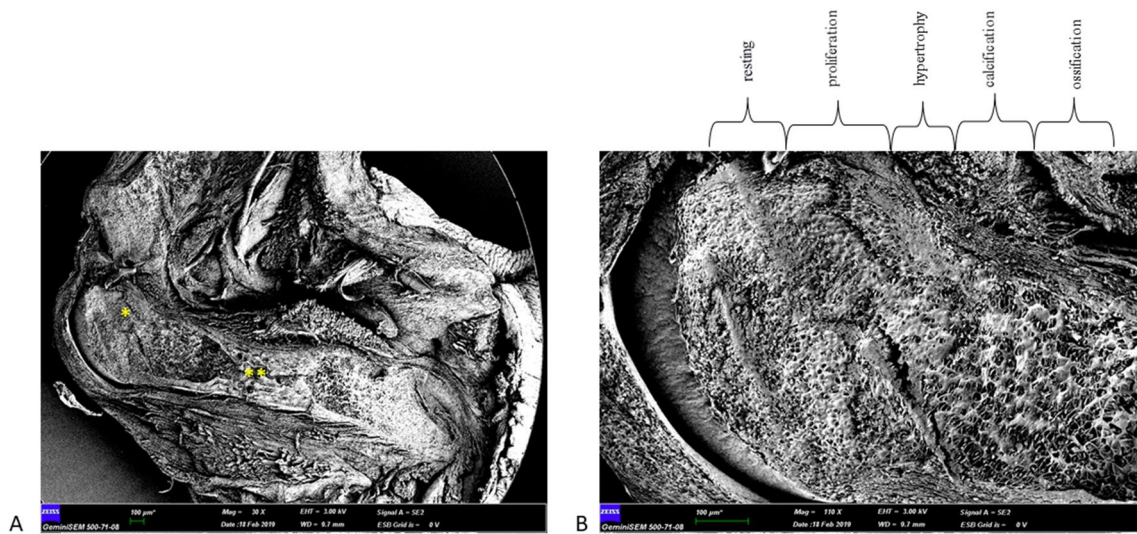 resting
proliferation
hypertrophy
calcification
ossification
*
**
ZEISS
100 µm*
Mag = 30 X
EHT = 3.00 kV
Signal A = SE2
GeminiSEM 500-71-08
Date :18 Feb 2019
WD = 9.7 mm
ESB Grid is = 0 V
A
ZEISS
100 µm*
Mag = 110 X
EHT = 3.00 kV
Signal A = SE2
GeminiSEM 500-71-08
Date :18 Feb 2019
WD = 9.7 mm
ESB Grid is = 0 V
B